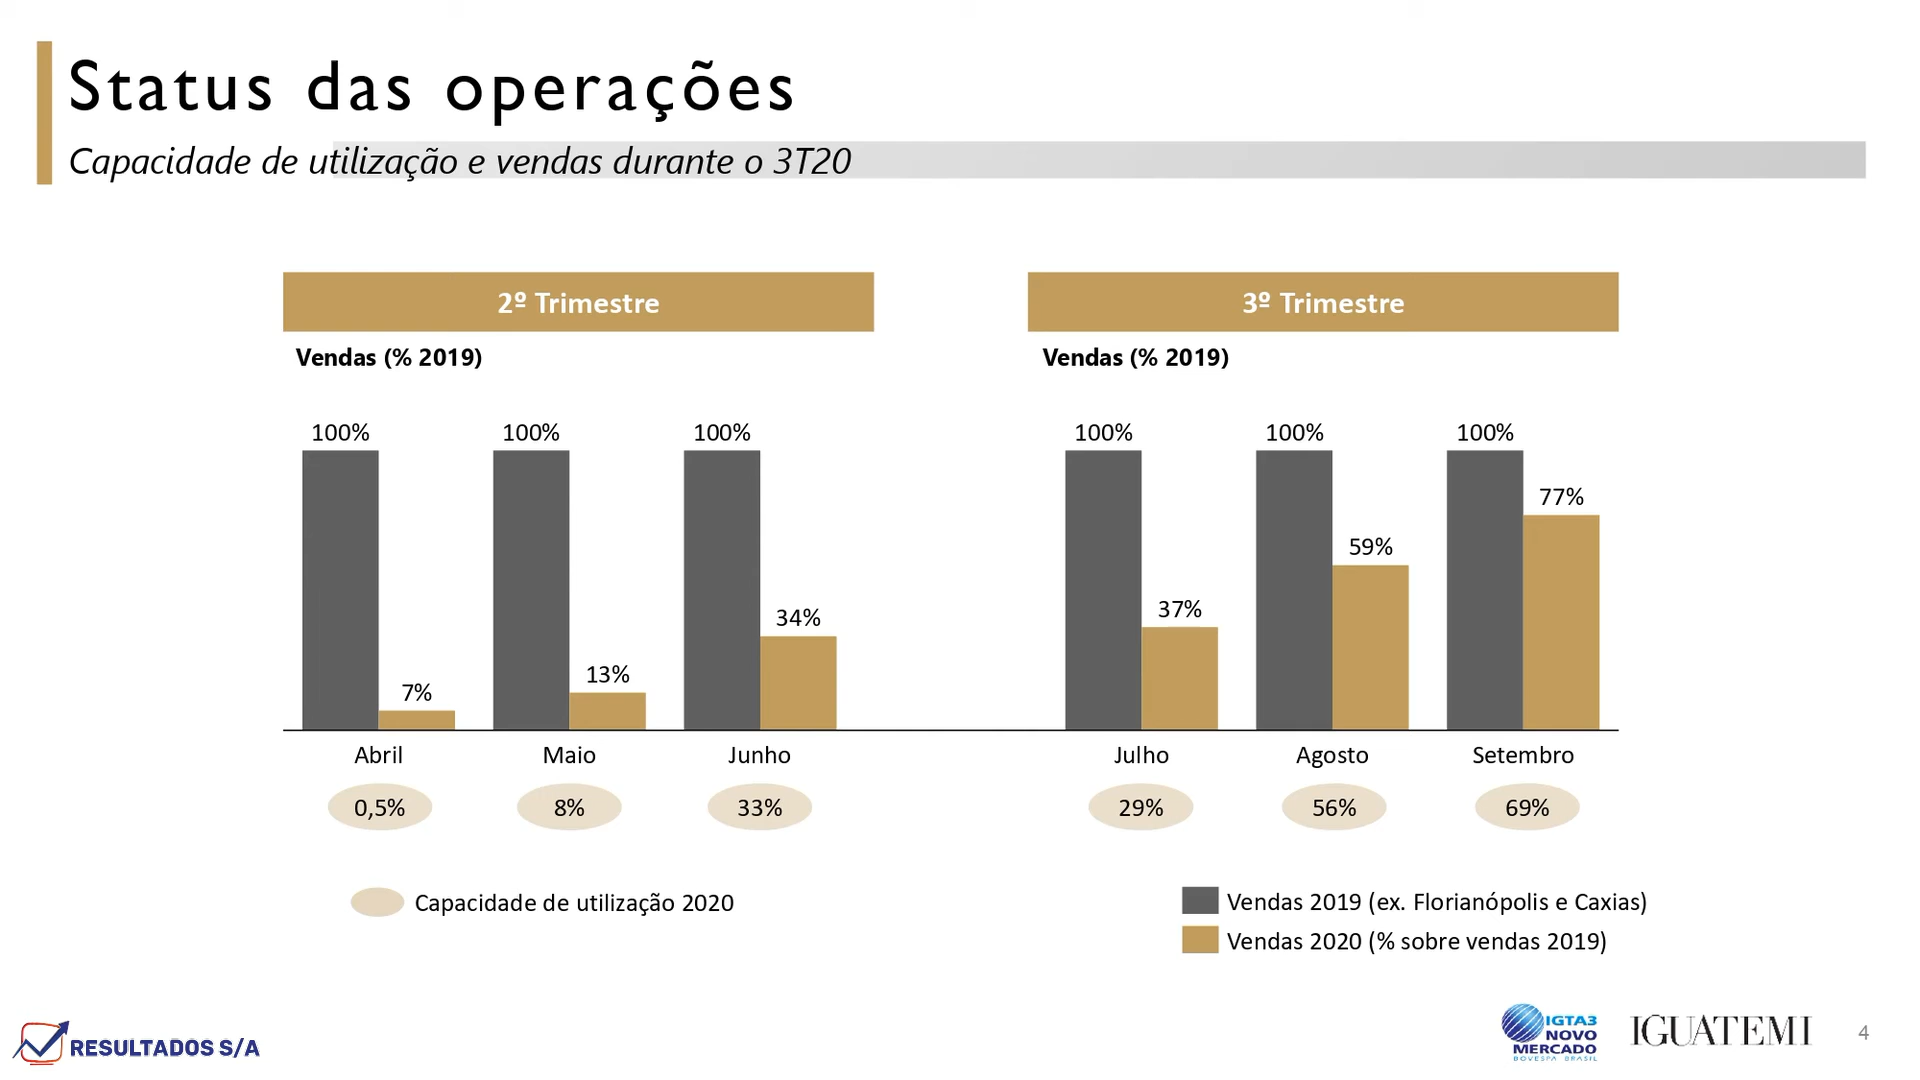 Status das operações
Capacidade de utilização e vendas durante o 3T20
2º Trimestre
Vendas (% 2019)
100%
7%
100%
13%
100%
34%
Abril
Maio
Junho
0,5%
8%
33%
3º Trimestre
Vendas (% 2019)
100%
37%
100%
59%
100%
77%
Julho
Agosto
Setembro
29%
56%
69%
Capacidade de utilização 2020
Vendas 2019 (ex. Florianópolis e Caxias)
Vendas 2020 (% sobre vendas 2019)
RESULTADOS S/A
IGTA3
NOVO
MERCADO
BOVESPA BRASIL
IGUATEMI
4